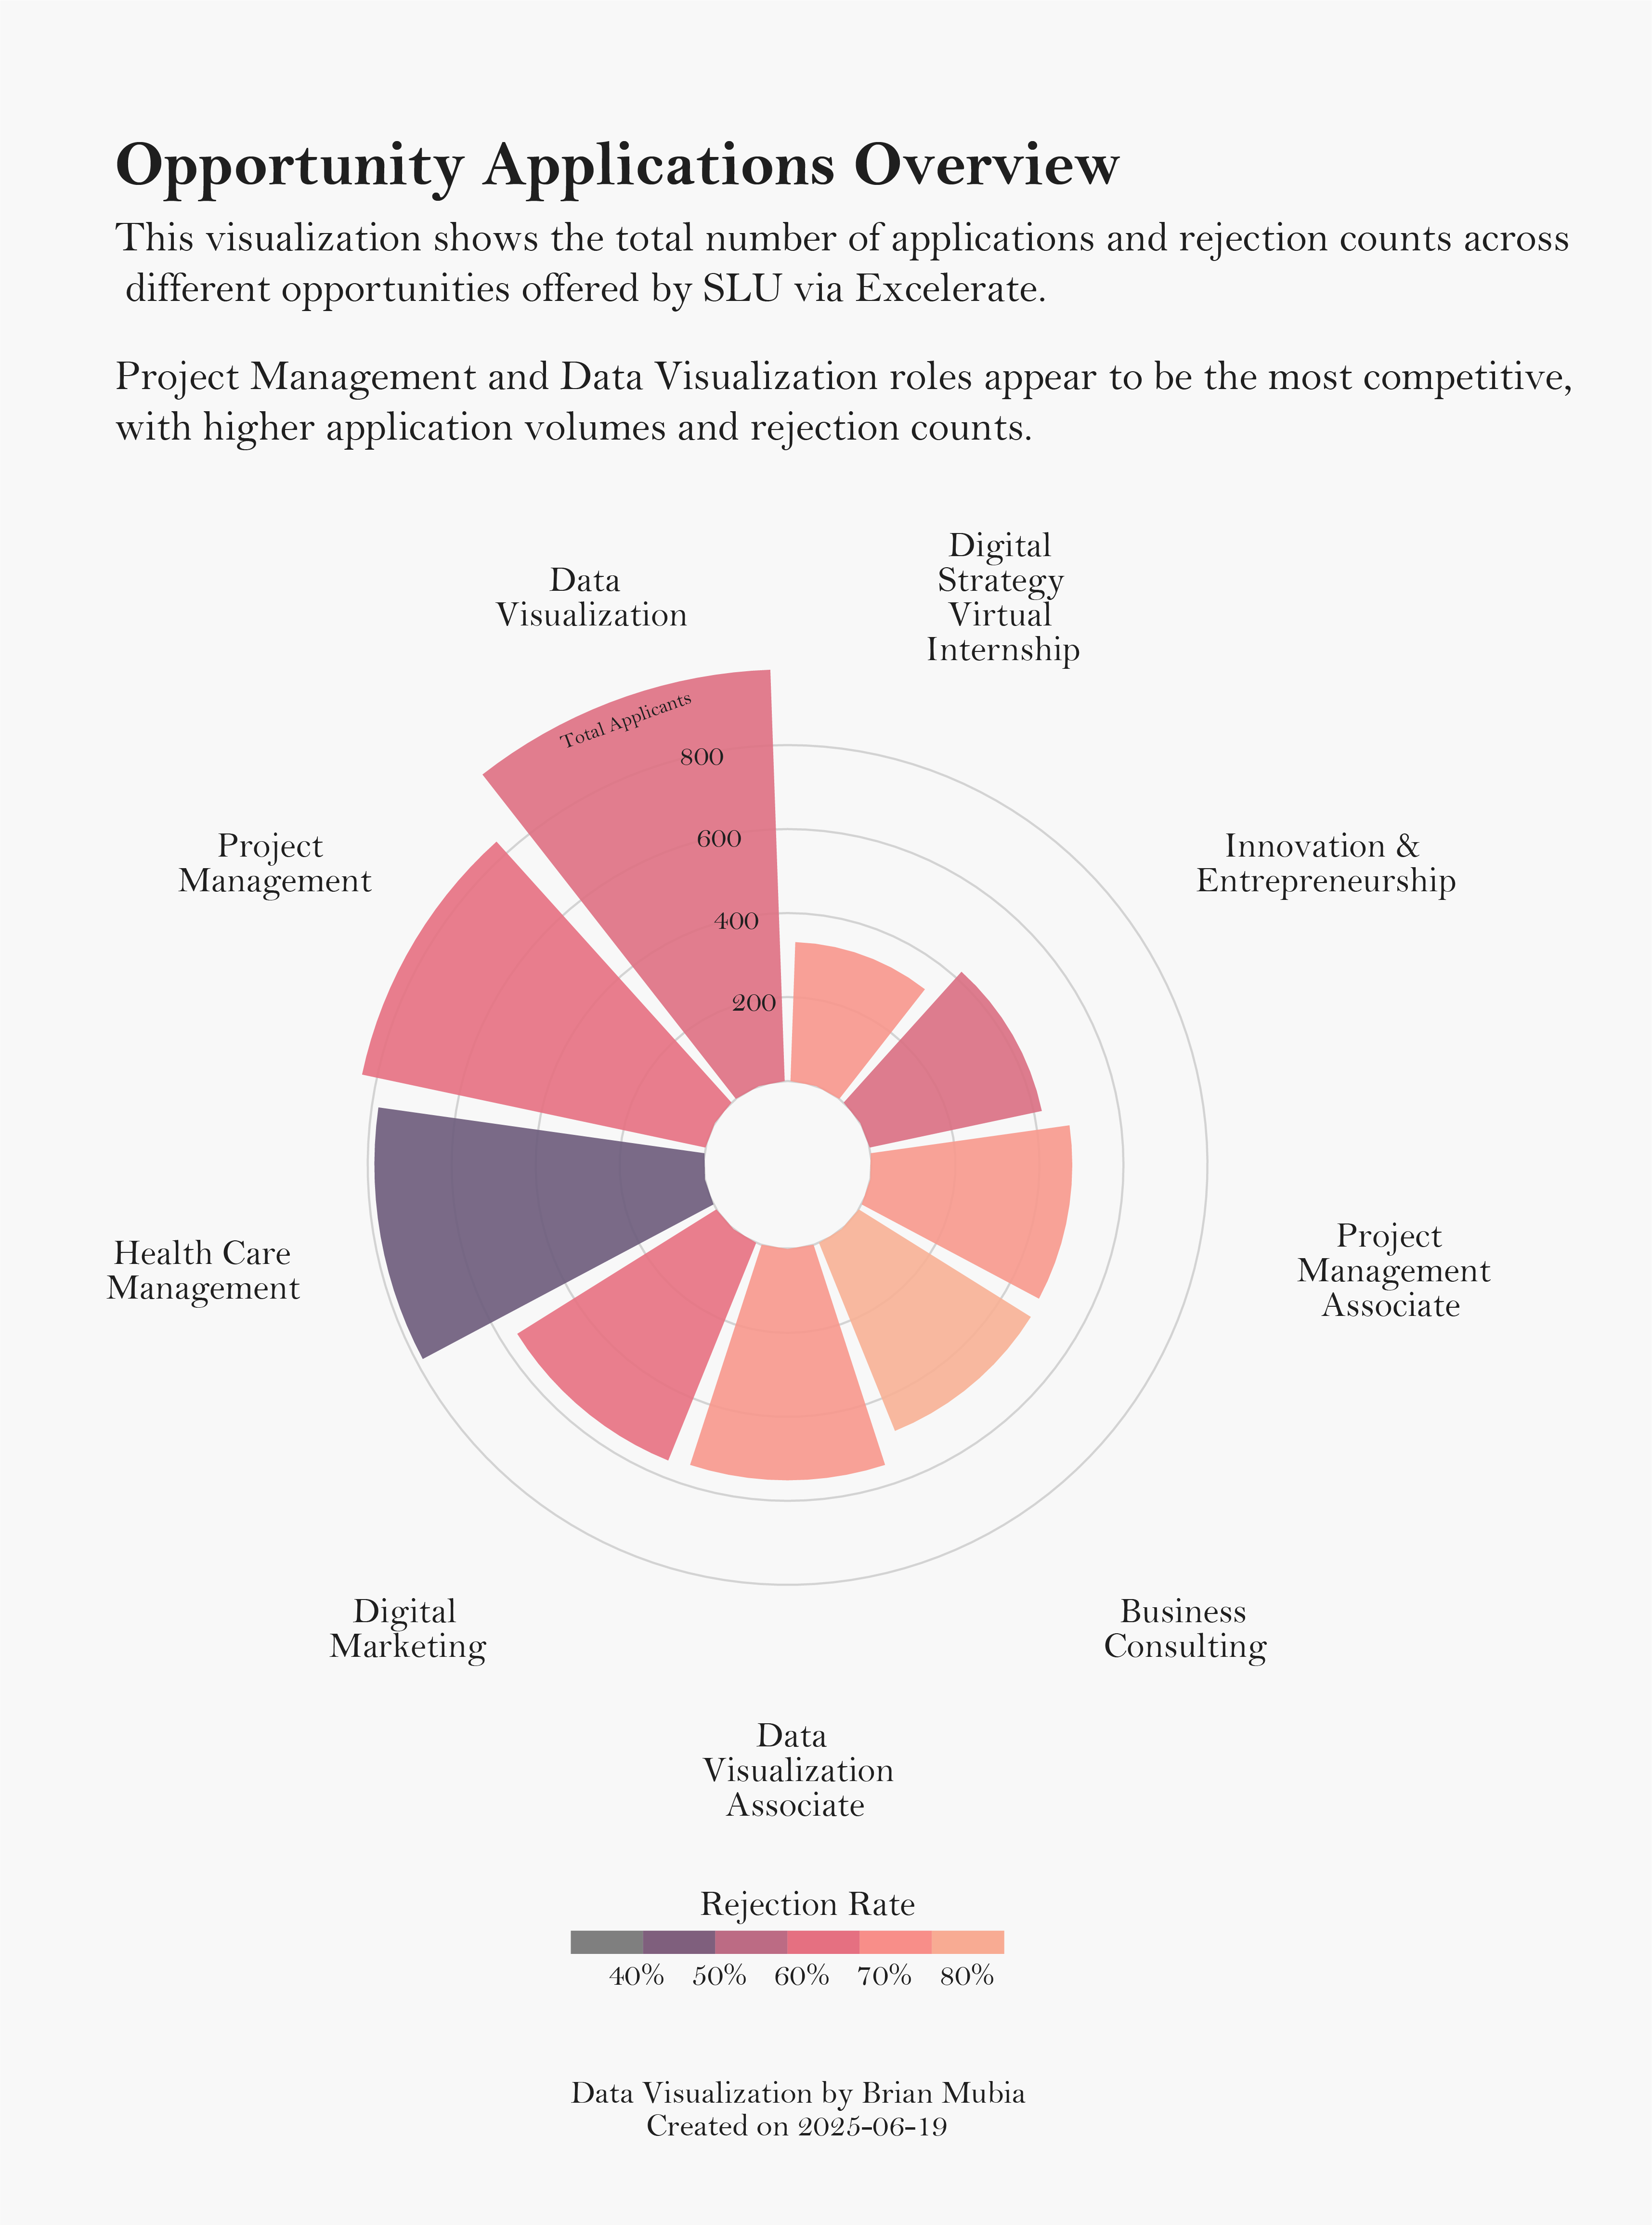 Opportunity Applications Overview
This visualization shows the total number of applications and rejection counts across
different opportunities offered by SLU via Excelerate.
Project Management and Data Visualization roles appear to be the most competitive,
with higher application volumes and rejection counts.
Digital
Strategy
Virtual
Internship
Data
Visualization
Total Applicants
800
600
400
200
Project
Management
Innovation &
Entrepreneurship
Health Care
Management
Project
Management
Associate
Digital
Marketing
Business
Consulting
Data
Visualization
Associate
Rejection Rate
40% 50% 60% 70% 80%
Data Visualization by Brian Mubia
Created on 2025-06-19